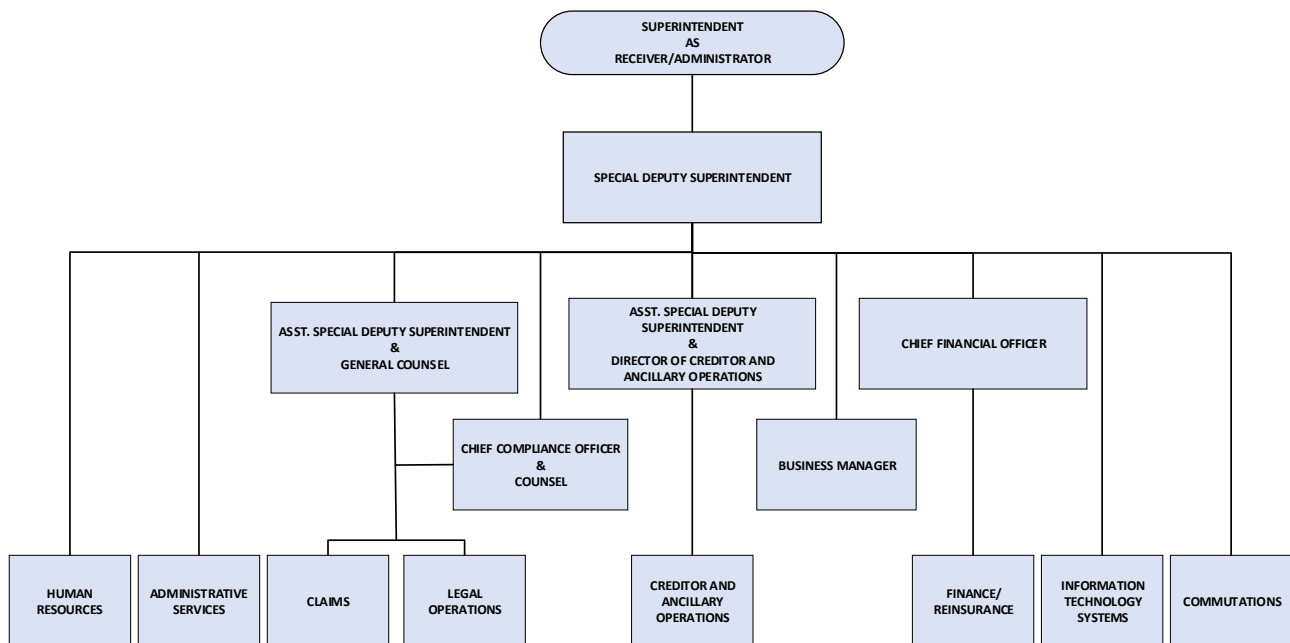 SUPERINTENDENT
AS
RECEIVER/ADMINISTRATOR
SPECIAL DEPUTY SUPERINTENDENT
ASST. SPECIAL DEPUTY SUPERINTENDENT
&
GENERAL COUNSEL
ASST. SPECIAL DEPUTY
SUPERINTENDENT
&
DIRECTOR OF CREDITOR AND
ANCILLARY OPERATIONS
CHIEF FINANCIAL OFFICER
CHIEF COMPLIANCE OFFICER
&
COUNSEL
BUSINESS MANAGER
HUMAN
RESOURCES
ADMINISTRATIVE
SERVICES
CLAIMS
LEGAL
OPERATIONS
CREDITOR AND
ANCILLARY
OPERATIONS
FINANCE/
REINSURANCE
INFORMATION
TECHNOLOGY
SYSTEMS
COMMUTATIONS